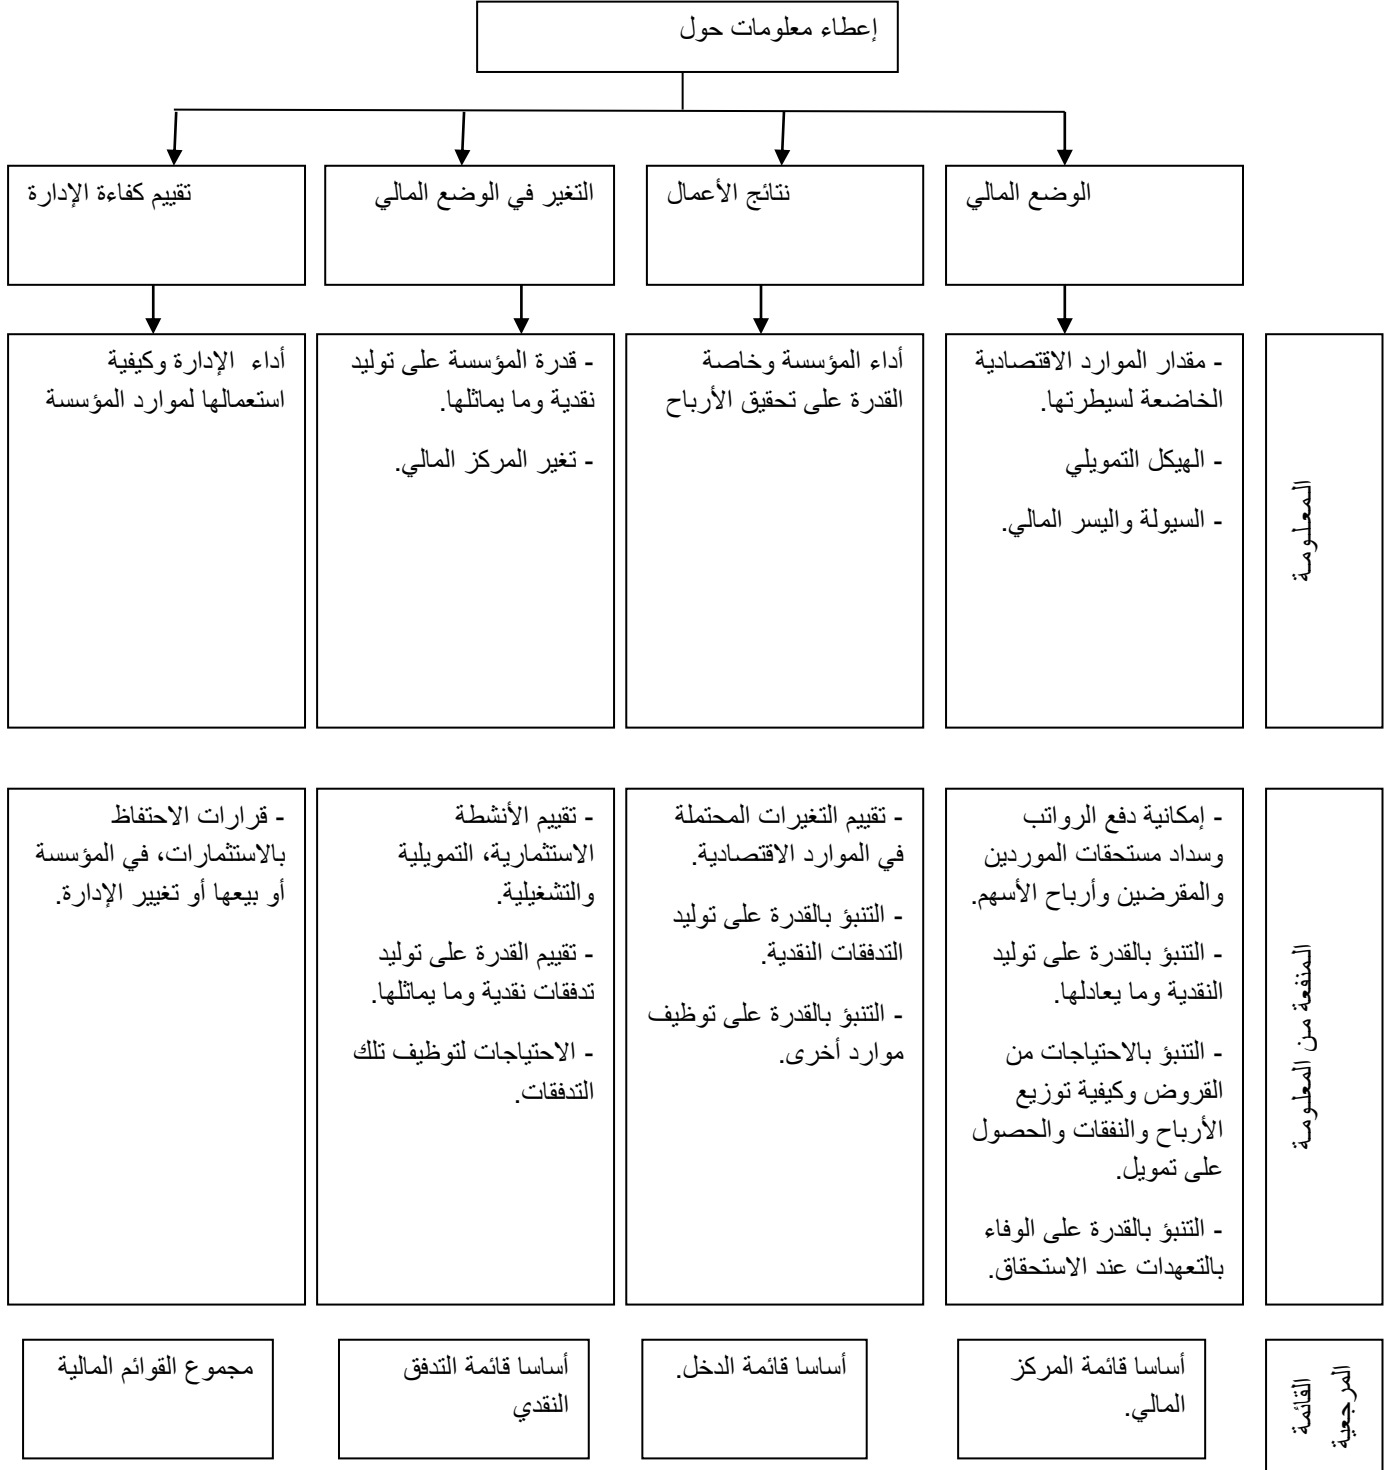 إعطاء معلومات حول
الوضع المالي
نتائج الأعمال
التغير في الوضع المالي
تقييم كفاءة الإدارة
المعلومة
- مقدار الموارد الاقتصادية
الخاضعة لسيطرتها.
- الهيكل التمويلي
- السيولة واليسر المالي.
أداء المؤسسة وخاصة
القدرة على تحقيق الأرباح
- قدرة المؤسسة على توليد
نقدية وما يماثلها.
- تغير المركز المالي.
أداء الإدارة وكيفية
استعمالها لموارد المؤسسة
المنفعة من المعلومة
- إمكانية دفع الرواتب
وسداد مستحقات الموردين
والمقرضين وأرباح الأسهم.
- التنبؤ بالقدرة على توليد
النقدية وما يعادلها.
- التنبؤ بالاحتياجات من
القروض وكيفية توزيع
الأرباح والنفقات والحصول
على تمويل.
- التنبؤ بالقدرة على الوفاء
بالتعهدات عند الاستحقاق.
- تقييم التغيرات المحتملة
في الموارد الاقتصادية.
- التنبؤ بالقدرة على توليد
التدفقات النقدية.
- التنبؤ بالقدرة على توظيف
موارد أخرى.
- تقييم الأنشطة
الاستثمارية، التمويلية
والتشغيلية.
- تقييم القدرة على توليد
تدفقات نقدية وما يماثلها.
- الاحتياجات لتوظيف تلك
التدفقات.
- قرارات الاحتفاظ
بالاستثمارات، في المؤسسة
أو بيعها أو تغيير الإدارة.
القائمة
المرجعية
أساسا قائمة المركز
المالي.
أساسا قائمة الدخل.
أساسا قائمة التدفق
النقدي
مجموع القوائم المالية